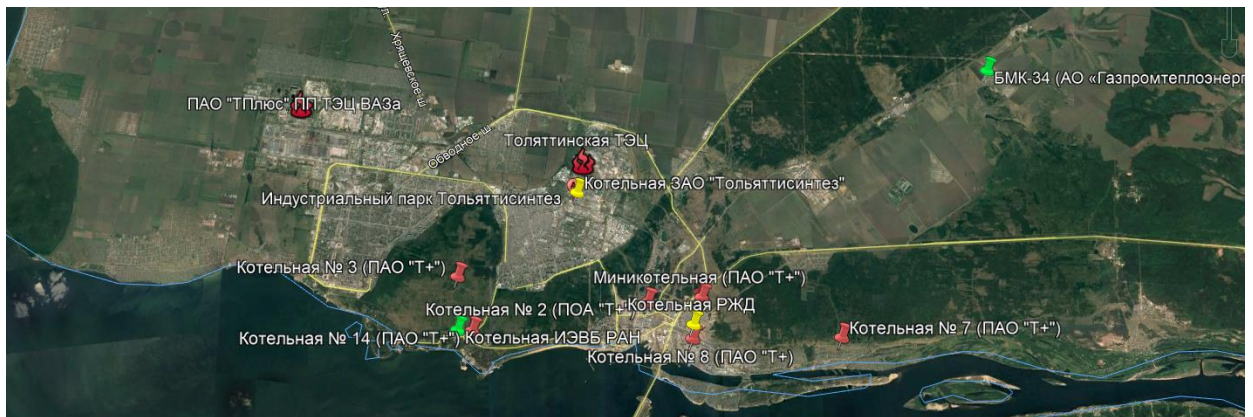 л. Хрящевское ш.
БМК-34 (АО «Газпромтеплоэнерг
ПАО "ТПлюс" ПП ТЭЦ ВАЗа
Обводное ш.
Толяттинская ТЭЦ
Котельная ЗАО "Тольяттисинтез"
Индустриальный парк Тольяттисинтез
Котельная № 3 (ПАО "Т+")
Миникотельная (ПАО "Т+")
Котельная № 2 (ПОА "Т+"
Котельная РЖД
Котельная № 14 (ПАО "Т+")
Котельная ИЭВБ РАН
Котельная № 7 (ПАО "Т+")
Котельная № 8 (ПАО "Т+)